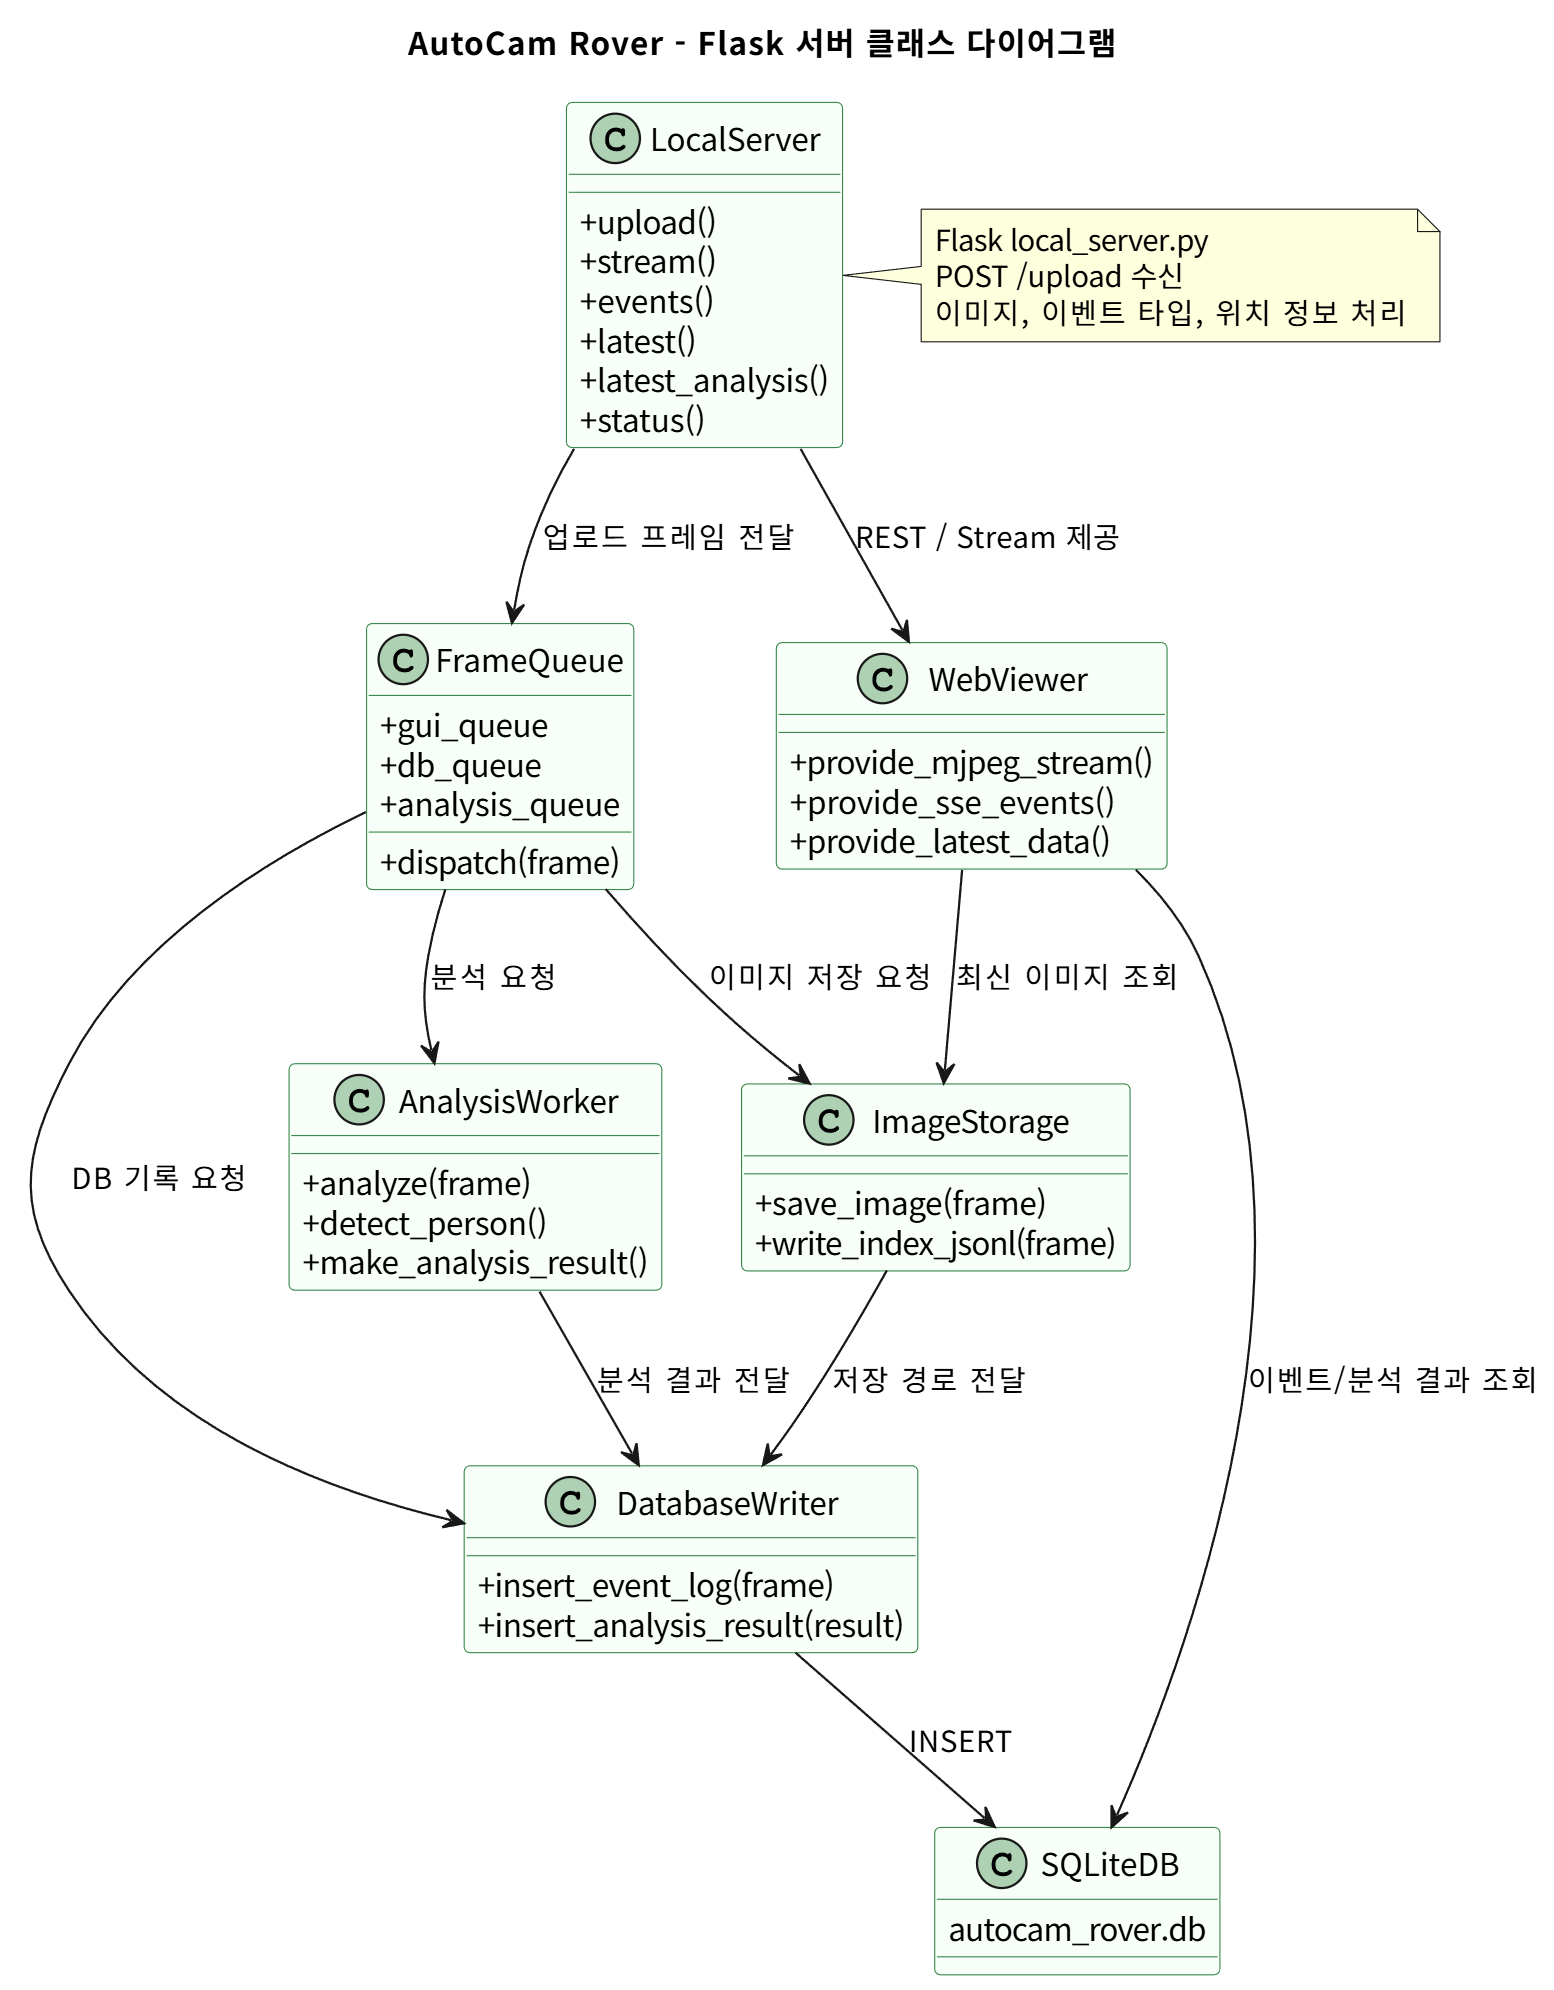 AutoCam Rover - Flask 서버 클래스 다이어그램
C LocalServer
+upload()
+stream()
+events()
+latest()
+latest_analysis()
+status()
Flask local_server.py
POST /upload 수신
이미지, 이벤트 타입, 위치 정보 처리
업로드 프레임 전달
REST / Stream 제공
C FrameQueue
+gui_queue
+db_queue
+analysis_queue
+dispatch(frame)
C WebViewer
+provide_mjpeg_stream()
+provide_sse_events()
+provide_latest_data()
분석 요청
이미지 저장 요청
최신 이미지 조회
DB 기록 요청
C AnalysisWorker
+analyze(frame)
+detect_person()
+make_analysis_result()
C ImageStorage
+save_image(frame)
+write_index_jsonl(frame)
분석 결과 전달
저장 경로 전달
이벤트/분석 결과 조회
C DatabaseWriter
+insert_event_log(frame)
+insert_analysis_result(result)
INSERT
C SQLiteDB
autocam_rover.db